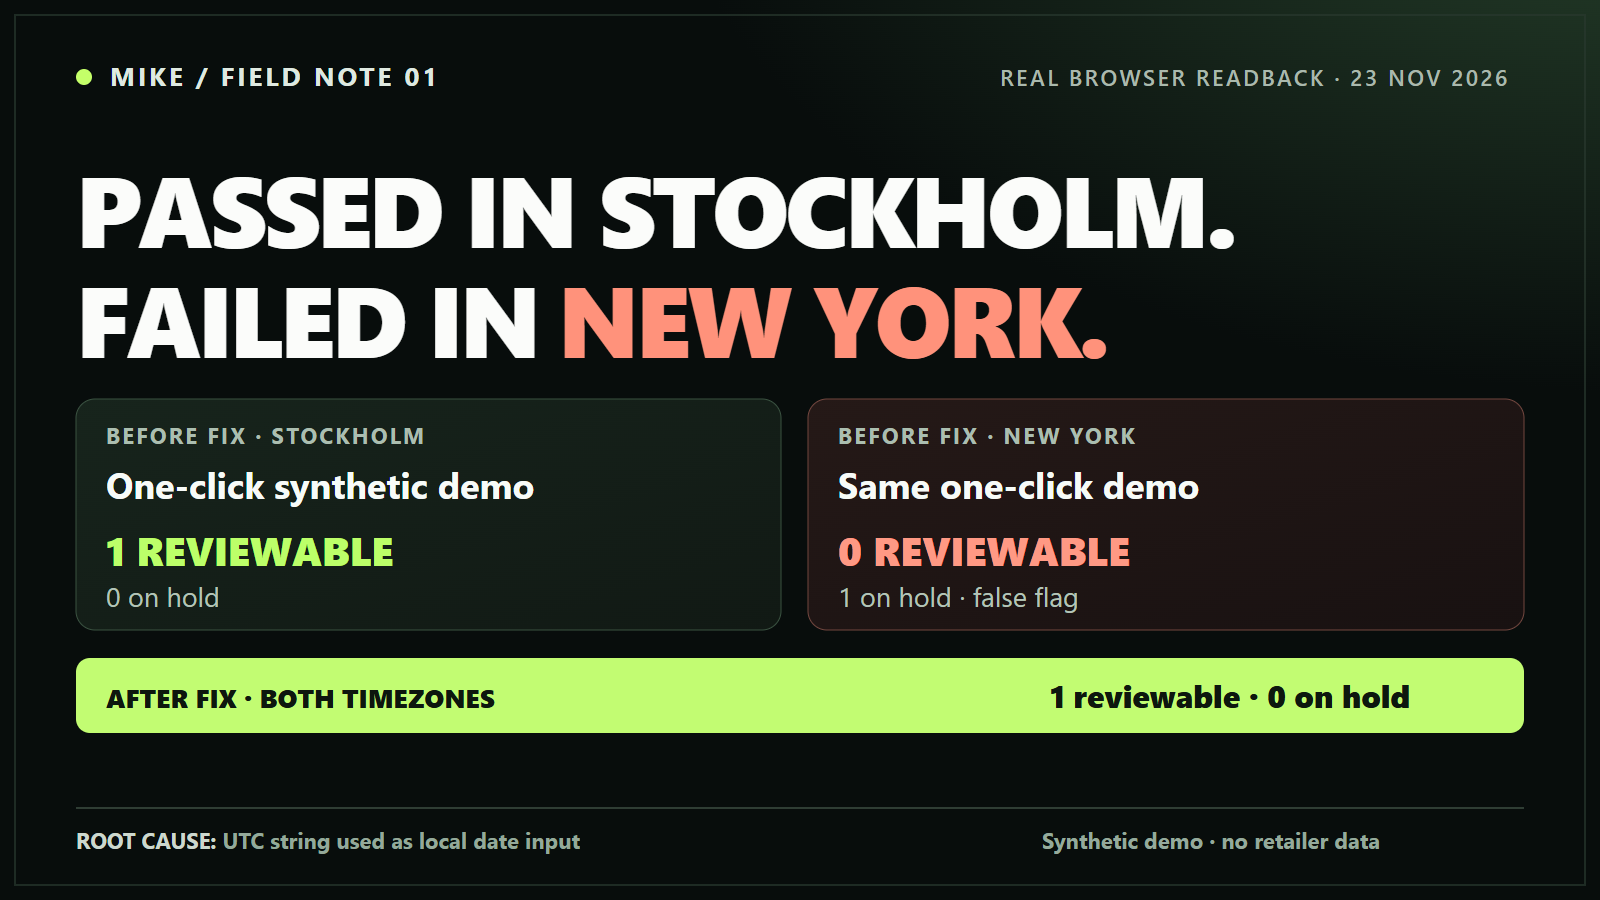 MIKE / FIELD NOTE 01
REAL BROWSER READBACK · 23 NOV 2026
PASSED IN STOCKHOLM.
FAILED IN NEW YORK.
BEFORE FIX · STOCKHOLM
One-click synthetic demo
1 REVIEWABLE
0 on hold
BEFORE FIX · NEW YORK
Same one-click demo
0 REVIEWABLE
1 on hold · false flag
AFTER FIX · BOTH TIMEZONES
1 reviewable · 0 on hold
ROOT CAUSE: UTC string used as local date input
Synthetic demo · no retailer data